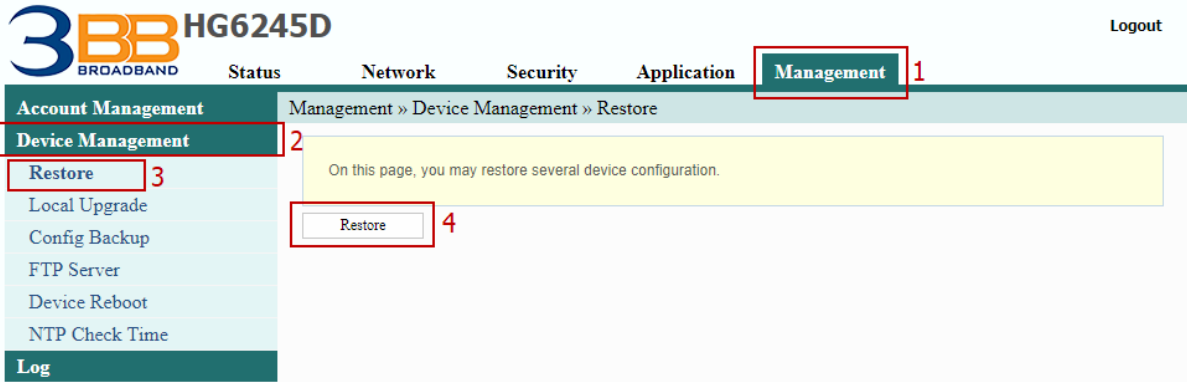 3BB HG6245D
BROADBAND
Logout
Status Network Security Application Management 1
Account Management
Management » Device Management » Restore
Device Management 2
On this page, you may restore several device configuration.
Restore 3
Local Upgrade
Restore 4
Config Backup
FTP Server
Device Reboot
NTP Check Time
Log